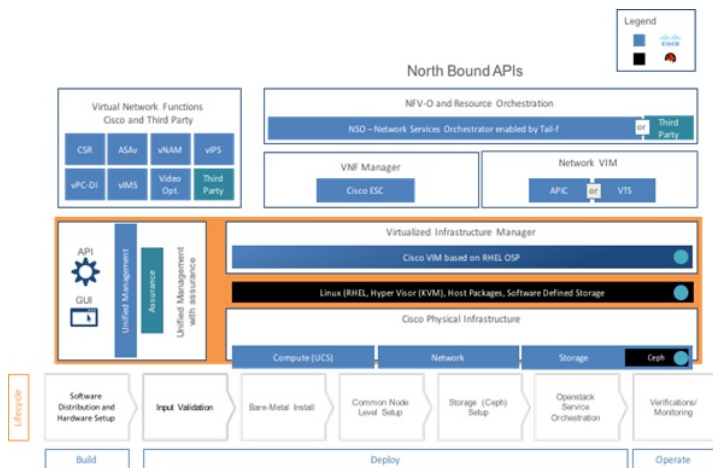 Legend
CISCO
North Bound APIs
Virtual Network Functions
Cisco and Third Party
CSR
ASAv
vNAM
vIPS
vPC-DI
vIMS
Video
Opt.
Third
Party
NFV-O and Resource Orchestration
NSO – Network Services Orchestrator enabled by Tail-f
or
Third
Party
VNF Manager
Cisco ESC
Network VIM
APIC
or
VTS
API
GUI
Unified Management
Assurance
Unified Management
with assurance
Virtualized Infrastructure Manager
Cisco VIM based on RHEL OSP
Linux (RHEL, Hyper Visor (KVM), Host Packages, Software Defined Storage
Cisco Physical Infrastructure
Compute (UCS)
Network
Storage
Ceph
Lifecycle
Software
Distribution and
Hardware Setup
Input Validation
Bare-Metal Install
Common Node
Level Setup
Storage (Ceph)
Setup
Openstack
Service
Orchestration
Verifications/
Monitoring
Build
Deploy
Operate